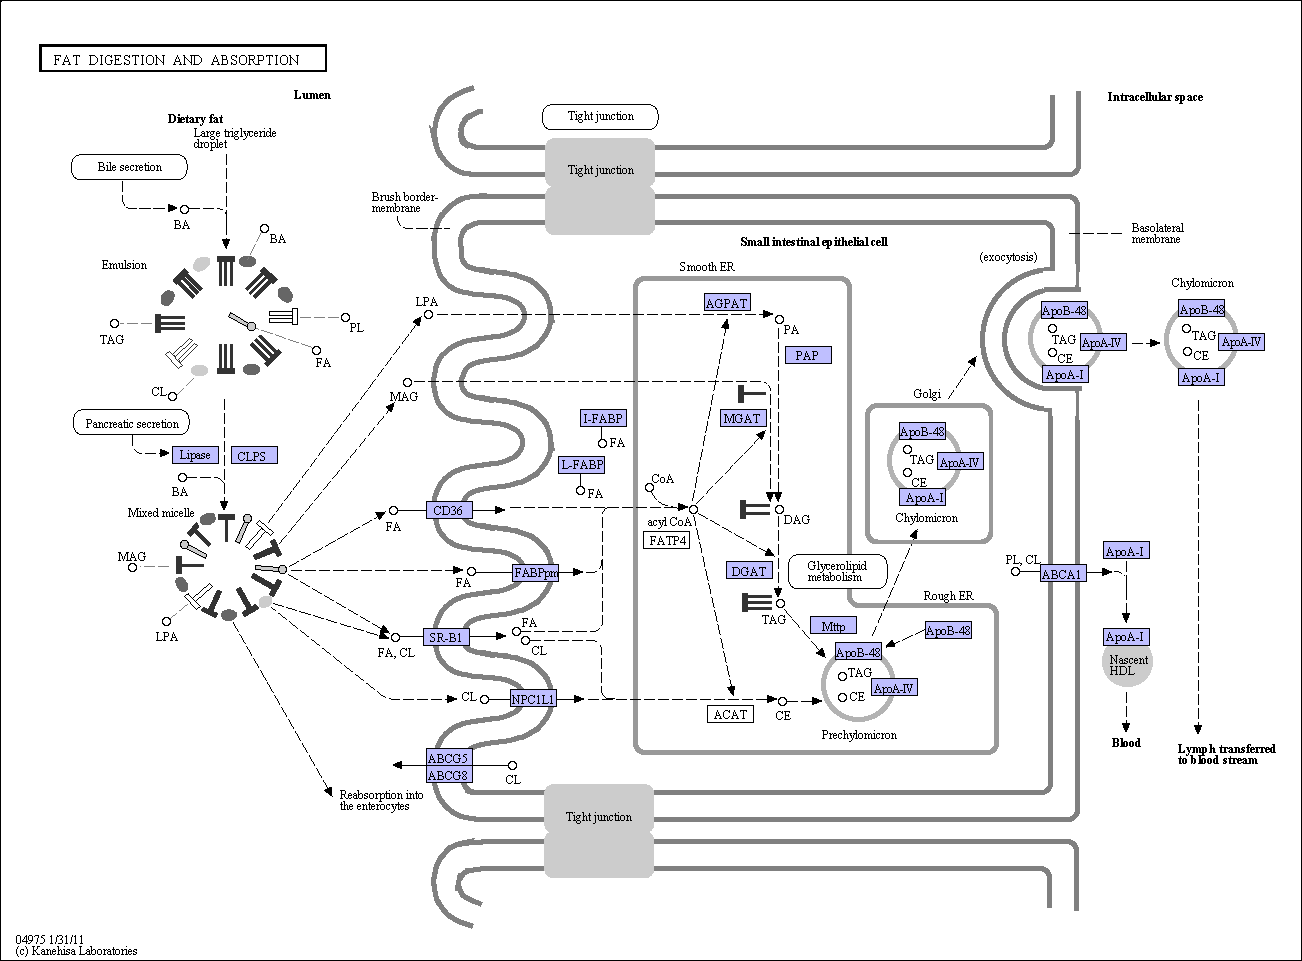 FAT DIGESTION AND ABSORPTION
Lumen
Intracellular space
Dietary fat
Large triglyceride
droplet
Tight junction
Bile secretion
Tight junction
BA
Brush border-
membrane
BA
Emulsion
Small intestinal epithelial cell
Basolateral
membrane
(exocytosis)
Smooth ER
Chylomicron
LPA
AGPAT
PA
ApoB-48
TAG
CE
ApoA-IV
ApoA-I
ApoB-48
TAG
CE
ApoA-IV
ApoA-I
TAG
PL
FA
CL
PAP
MAG
Golgi
Pancreatic secretion
I-FABP
FA
MGAT
ApoB-48
TAG
CE
ApoA-IV
ApoA-I
Chylomicron
Lipase
CLPS
L-FABP
FA
BA
CoA
Mixed micelle
FA
CD36
acyl CoA
FATP4
DAG
MAG
FA
FABPpm
DGAT
Glycerolipid
metabolism
PL, CL
ABCA1
ApoA-I
LPA
TAG
Rough ER
FA, CL
SR-B1
FA
CL
Mttp
ApoB-48
ApoB-48
TAG
CE
ApoA-IV
Prechylomicron
ApoA-I
Nascent
HDL
CL
NPC1L1
ACAT
CE
Blood
Lymph transferred
to blood stream
ABCG5
ABCG8
CL
Reabsorption into
the enterocytes
Tight junction
04975 1/31/11
(c) Kanehisa Laboratories